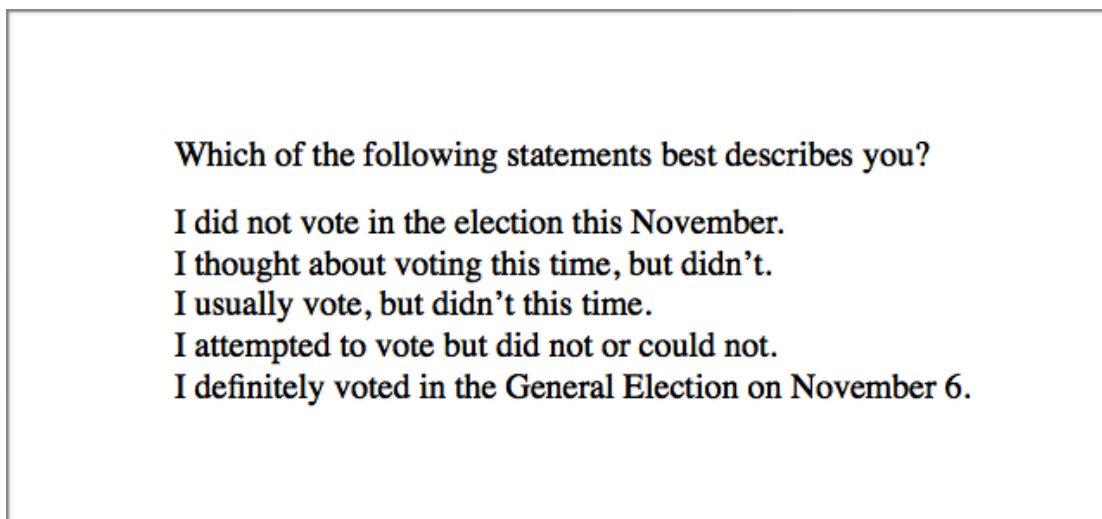 Which of the following statements best describes you?
I did not vote in the election this November.
I thought about voting this time, but didn’t.
I usually vote, but didn’t this time.
I attempted to vote but did not or could not.
I definitely voted in the General Election on November 6.